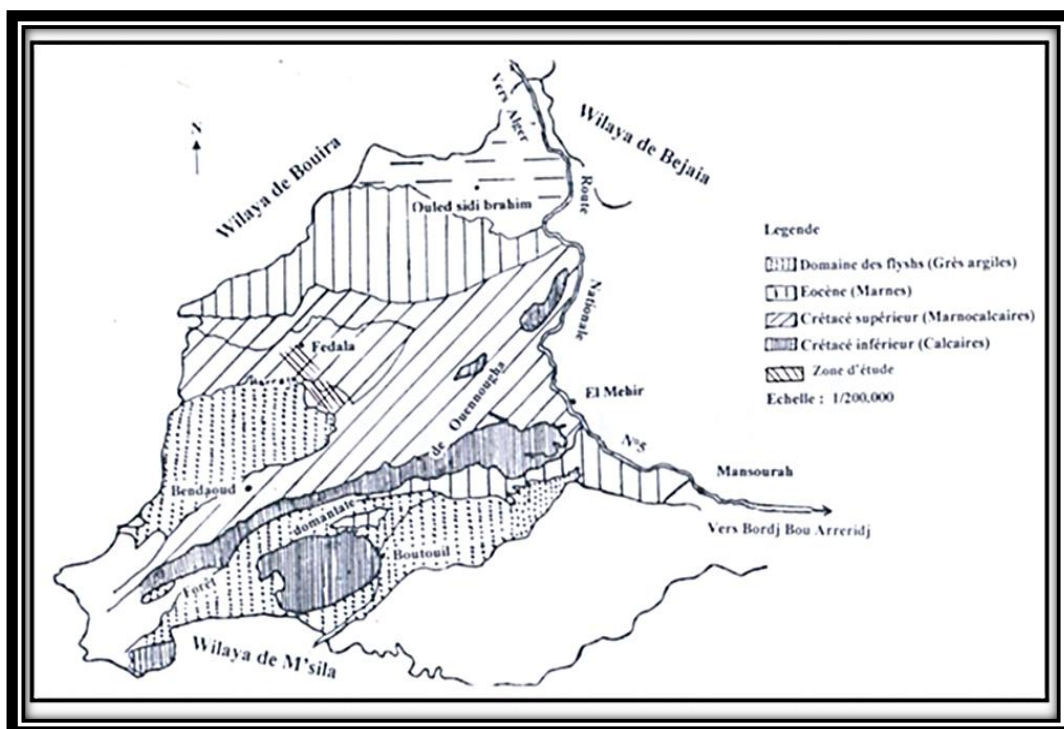 N
Vers Alger
Wilaya de Bejaia
Wilaya de Bouira
Route
Ouled sidi brahim
Nationale
Fedala
Ouennougha
de
El Mehir
N°5
Mansourah
Vers Bordj Bou Arreridj
Bendaoud
domaniale
Boutouil
Forêt
Wilaya de M'sila
Legende
Domaine des flyshs (Grès argiles)
Eocène (Marnes)
Crétacé supérieur (Marnocalcaires)
Crétacé inférieur (Calcaires)
Zone d'étude
Echelle : 1/200,000